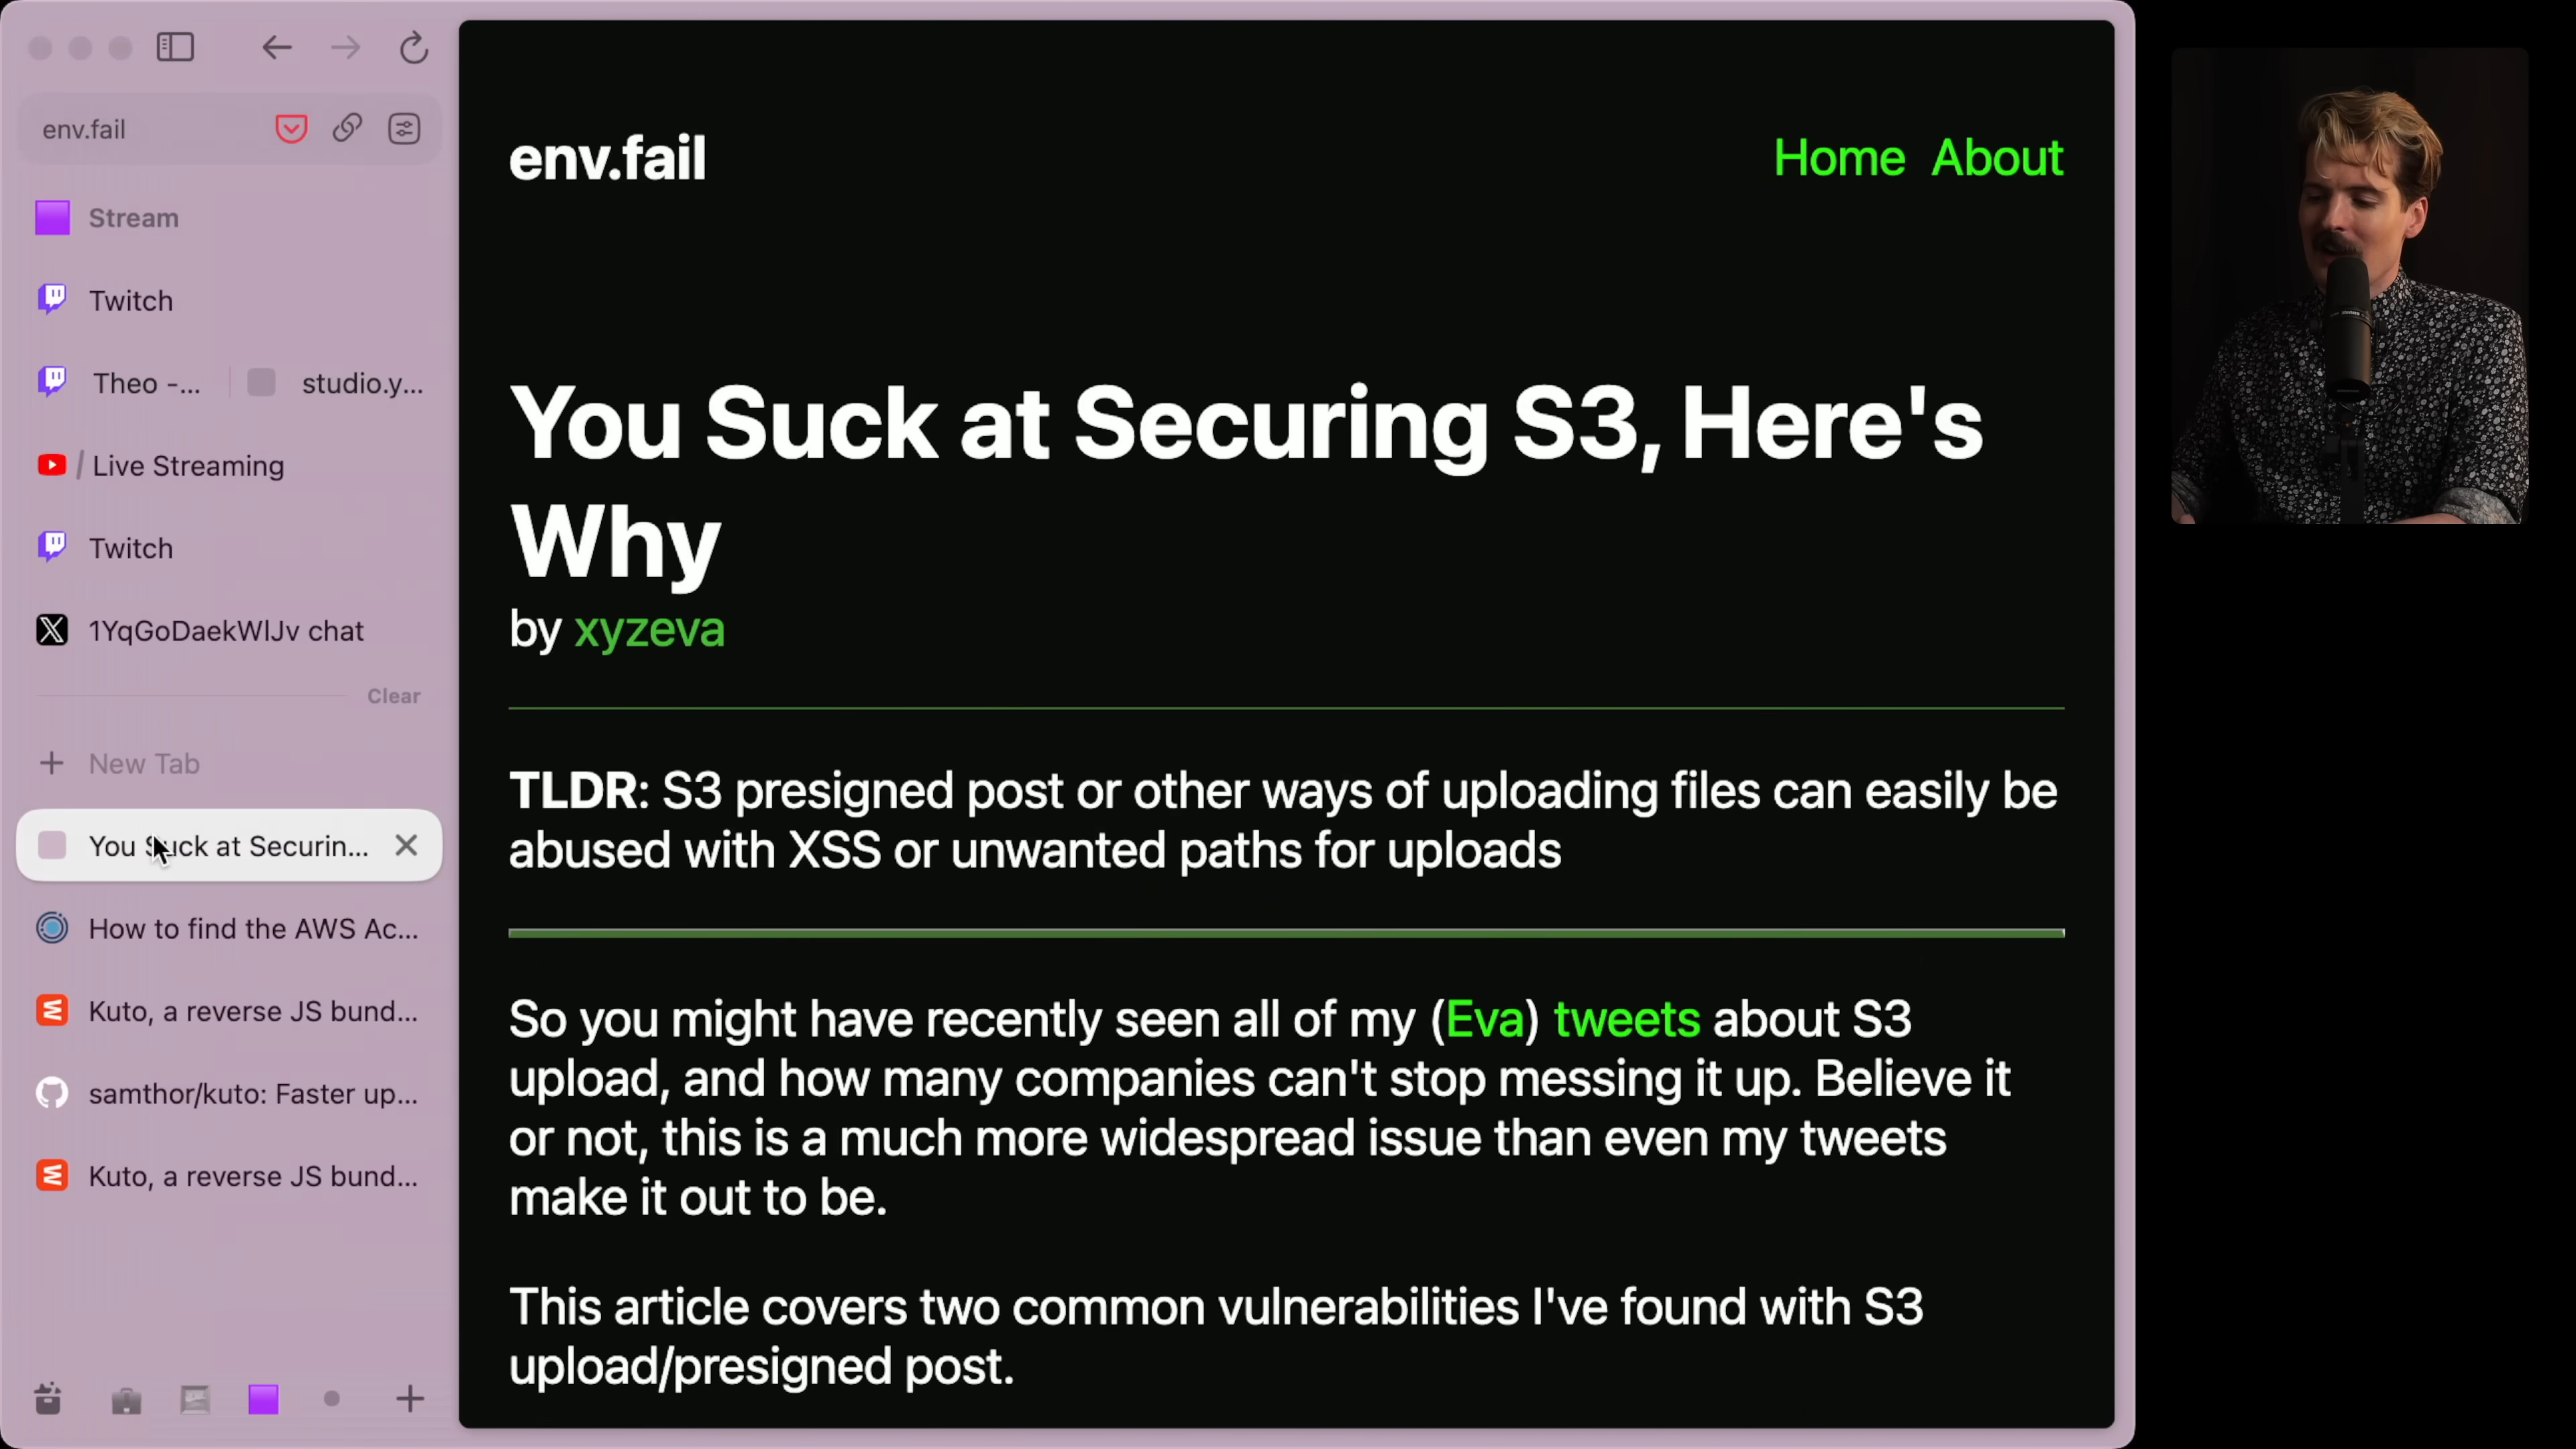 env.fail
Stream
Twitch
Theo -...
studio.y...
/ Live Streaming
Twitch
1YqGoDaekWlJv chat
Clear
New Tab
You Suck at Securin...
How to find the AWS Ac...
Kuto, a reverse JS bund...
samthor/kuto: Faster up...
Kuto, a reverse JS bund...
env.fail
Home About
You Suck at Securing S3, Here's
Why
by xyzeva
TLDR: S3 presigned post or other ways of uploading files can easily be
abused with XSS or unwanted paths for uploads
So you might have recently seen all of my (Eva) tweets about S3
upload, and how many companies can't stop messing it up. Believe it
or not, this is a much more widespread issue than even my tweets
make it out to be.
This article covers two common vulnerabilities I've found with S3
upload/presigned post.